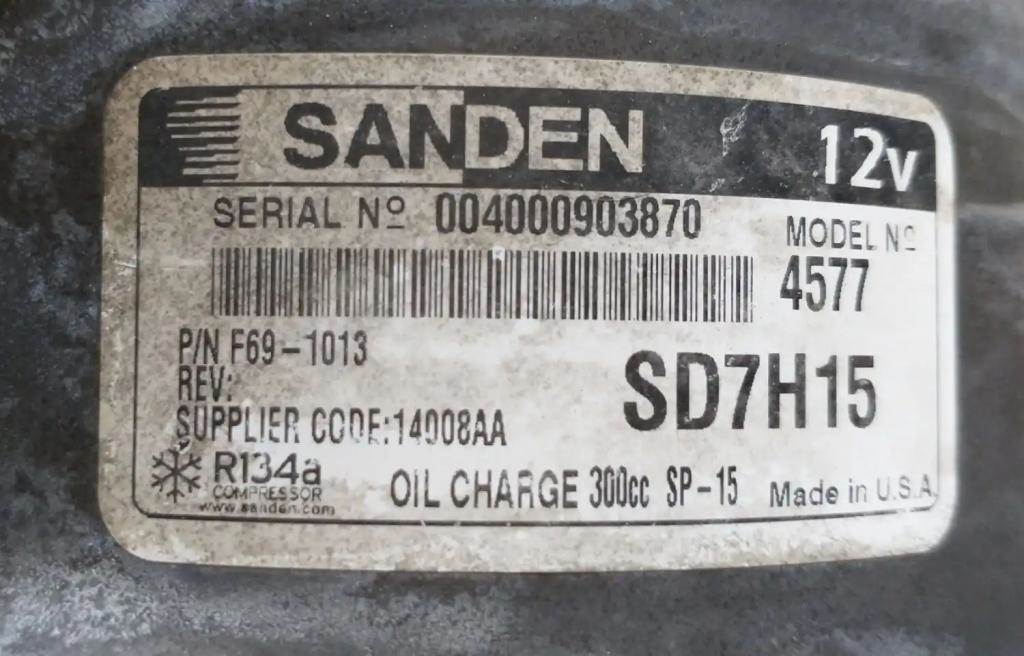 SANDEN
12v
SERIAL Nº 004000903870
MODEL Nº
4577
P/N F69-1013
REV:
SD7H15
SUPPLIER CODE:14008AA
R134a
COMPRESSOR
www.sanden.com
OIL CHARGE 300cc SP-15
Made in U.S.A.